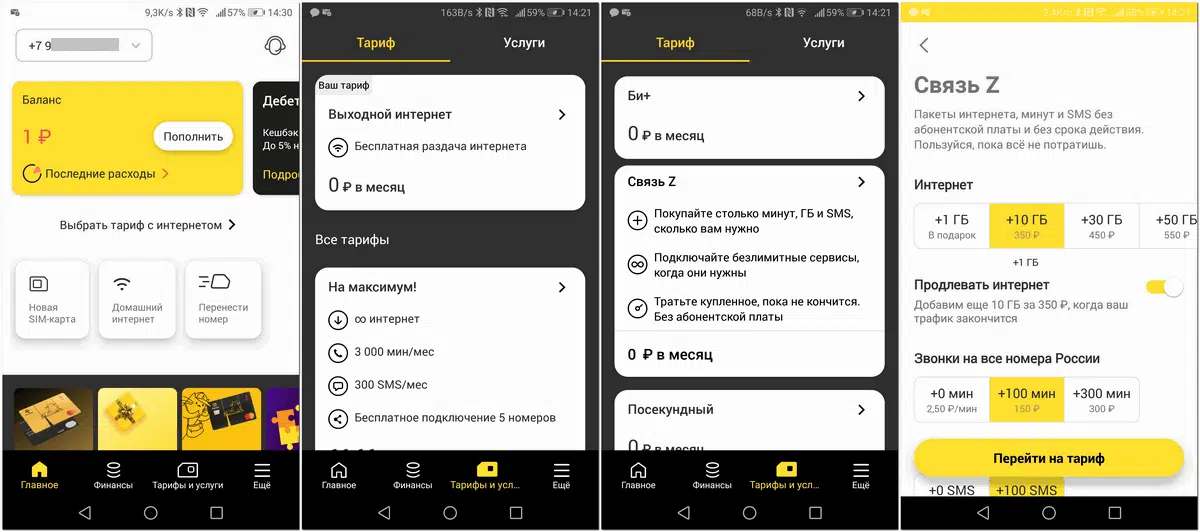 9,3К/s 57% 14:30
+7 9
Баланс
1 ₽
Пополнить
Последние расходы
Дебет
Кешбэк
До 5% н
Подроб
Выбрать тариф с интернетом
Новая
SIM-карта
Домашний
интернет
Перенести
номер
Главное
Финансы
Тарифы и услуги
Ещё
163В/s 59% 14:21
Тариф
Услуги
Ваш тариф
Выходной интернет
Бесплатная раздача интернета
0 ₽ в месяц
Все тарифы
На максимум!
∞ интернет
3 000 мин/мес
300 SMS/мес
Бесплатное подключение 5 номеров
Главное
Финансы
Тарифы и усл...
Ещё
68В/s 59% 14:21
Тариф
Услуги
Би+
0 ₽ в месяц
Связь Z
Покупайте столько минут, ГБ и SMS,
сколько вам нужно
Подключайте безлимитные сервисы,
когда они нужны
Тратьте купленное, пока не кончится.
Без абонентской платы
0 ₽ в месяц
Посекундный
0 ₽ в месяц
Главное
Финансы
Тарифы и усл...
Ещё
14:21
Связь Z
Пакеты интернета, минут и SMS без
абонентской платы и без срока действия.
Пользуйся, пока всё не потратишь.
Интернет
+1 ГБ
В подарок
+10 ГБ
350 ₽
+30 ГБ
450 ₽
+50 ГБ
550 ₽
+1 ГБ
Продлевать интернет
Добавим еще 10 ГБ за 350 ₽, когда ваш
трафик закончится
Звонки на все номера России
+0 мин
2,50 ₽/мин
+100 мин
150 ₽
+300 мин
300 ₽
Перейти на тариф
+0 SMS
+100 SMS